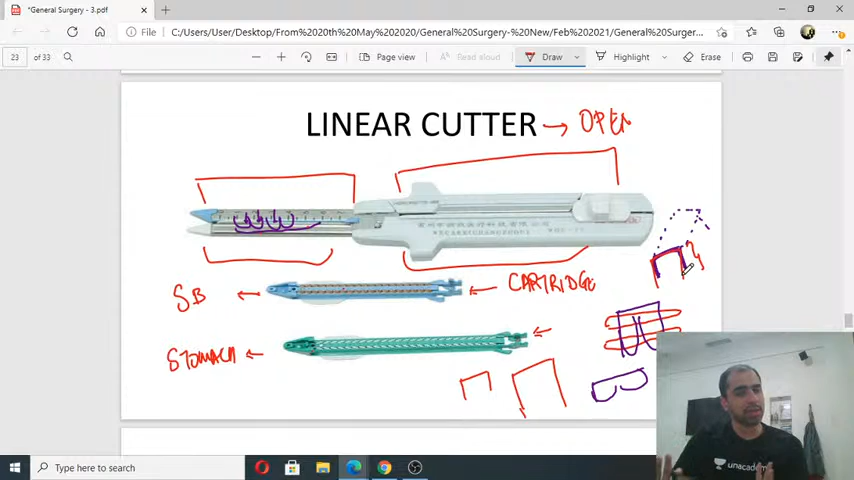 *General Surgery - 3.pdf
File
C:/Users/User/Desktop/From%2020th%20May%202020/General%20Surgery-%20New/Feb%202021/General%20Surger...
23
of 33
Page view
Read aloud
Draw
Highlight
Erase
LINEAR CUTTER → OPEN
SB ← ← CARTRIDGE
STOMACH ← ←
unacademy
Type here to search